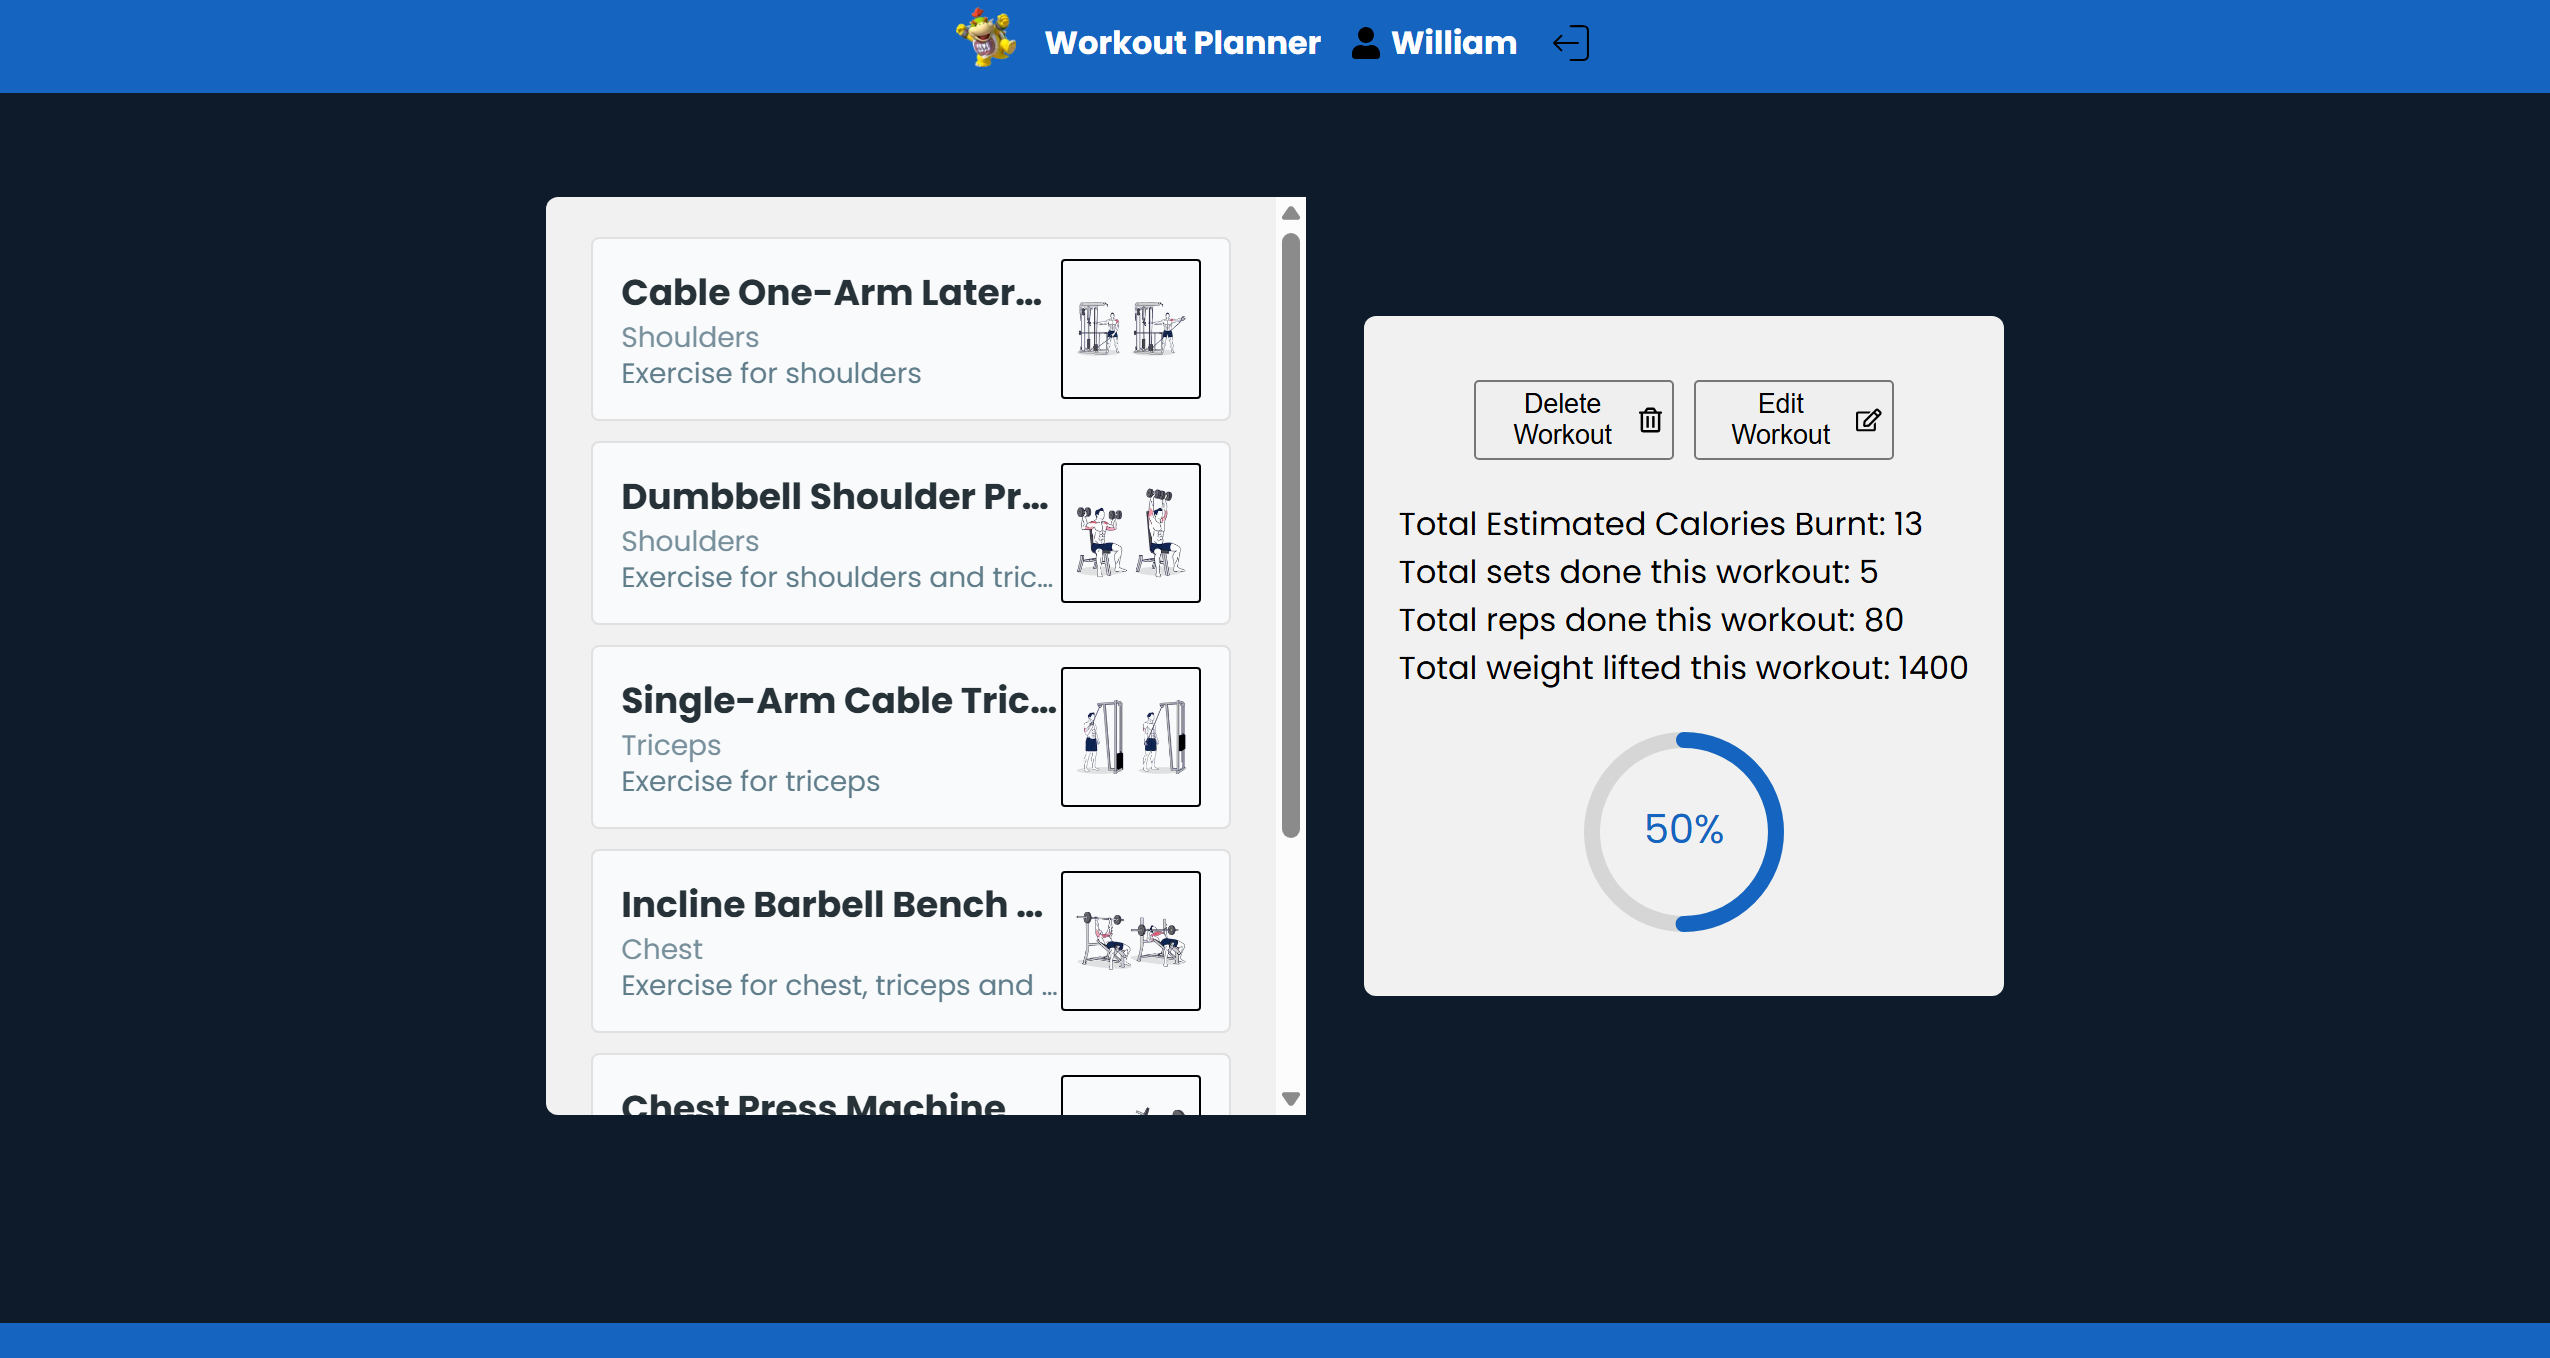 Workout Planner
William
Cable One-Arm Later...
Shoulders
Exercise for shoulders
Dumbbell Shoulder Pr...
Shoulders
Exercise for shoulders and tric...
Single-Arm Cable Tric...
Triceps
Exercise for triceps
Incline Barbell Bench ...
Chest
Exercise for chest, triceps and ...
Chest Press Machine
Delete
Workout
Edit
Workout
Total Estimated Calories Burnt: 13
Total sets done this workout: 5
Total reps done this workout: 80
Total weight lifted this workout: 1400
50%